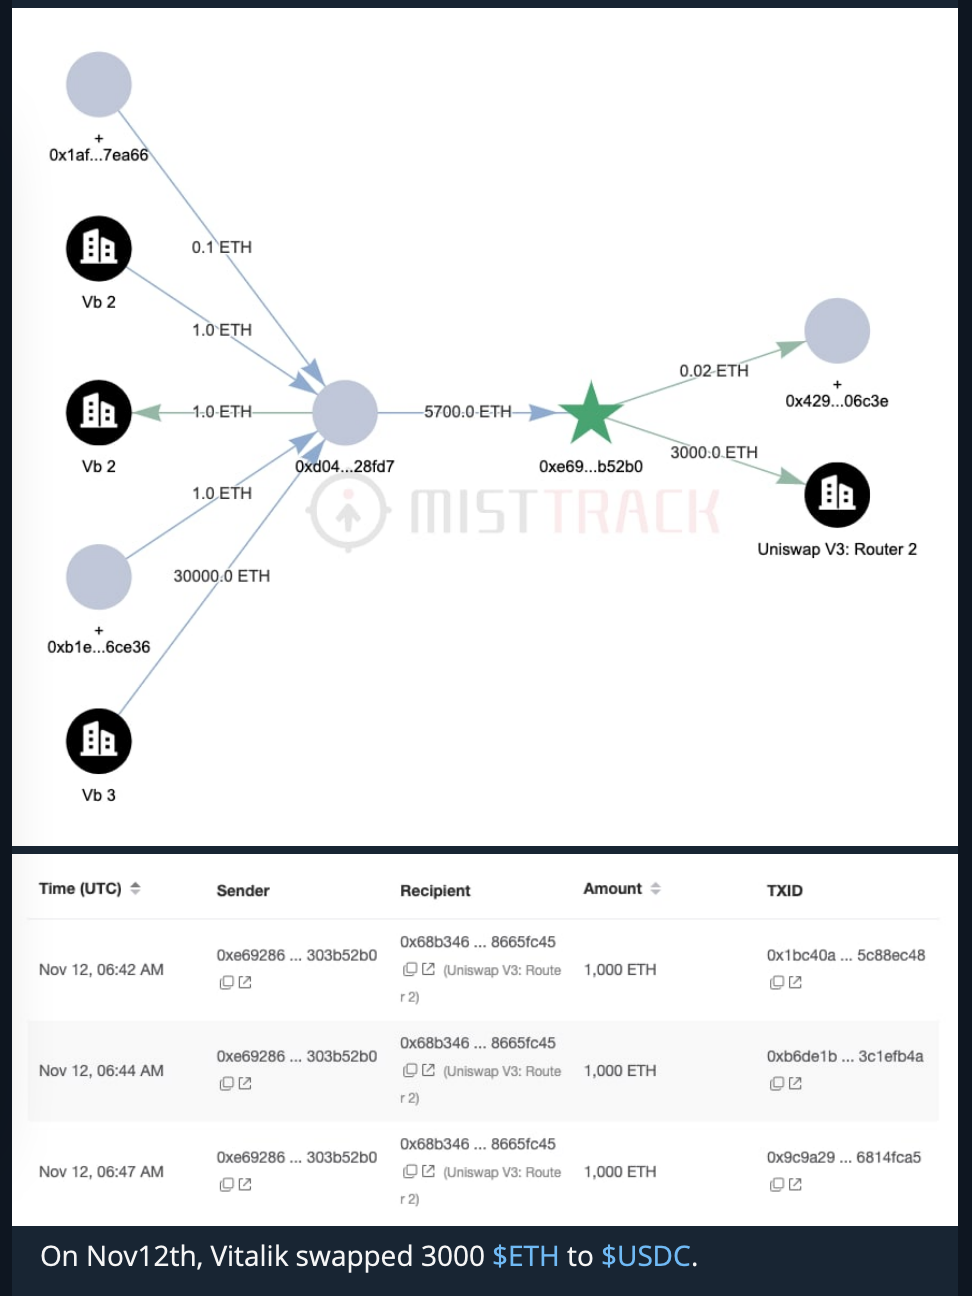 +
0x1af...7ea66
0.1 ETH
Vb 2
1.0 ETH
Vb 2
1.0 ETH
0xd04...28fd7
5700.0 ETH
0xe69...b52b0
0.02 ETH
+
0x429...06c3e
3000.0 ETH
Uniswap V3: Router 2
1.0 ETH
MISTTRACK
30000.0 ETH
+
0xb1e...6ce36
Vb 3
Time (UTC) Sender Recipient Amount TXID
Nov 12, 06:42 AM 0xe69286 ... 303b52b0 0x68b346 ... 8665fc45 1,000 ETH 0x1bc40a ... 5c88ec48
(Uniswap V3: Route
r 2)
Nov 12, 06:44 AM 0xe69286 ... 303b52b0 0x68b346 ... 8665fc45 1,000 ETH 0xb6de1b ... 3c1efb4a
(Uniswap V3: Route
r 2)
Nov 12, 06:47 AM 0xe69286 ... 303b52b0 0x68b346 ... 8665fc45 1,000 ETH 0x9c9a29 ... 6814fca5
(Uniswap V3: Route
r 2)
On Nov12th, Vitalik swapped 3000 $ETH to $USDC.